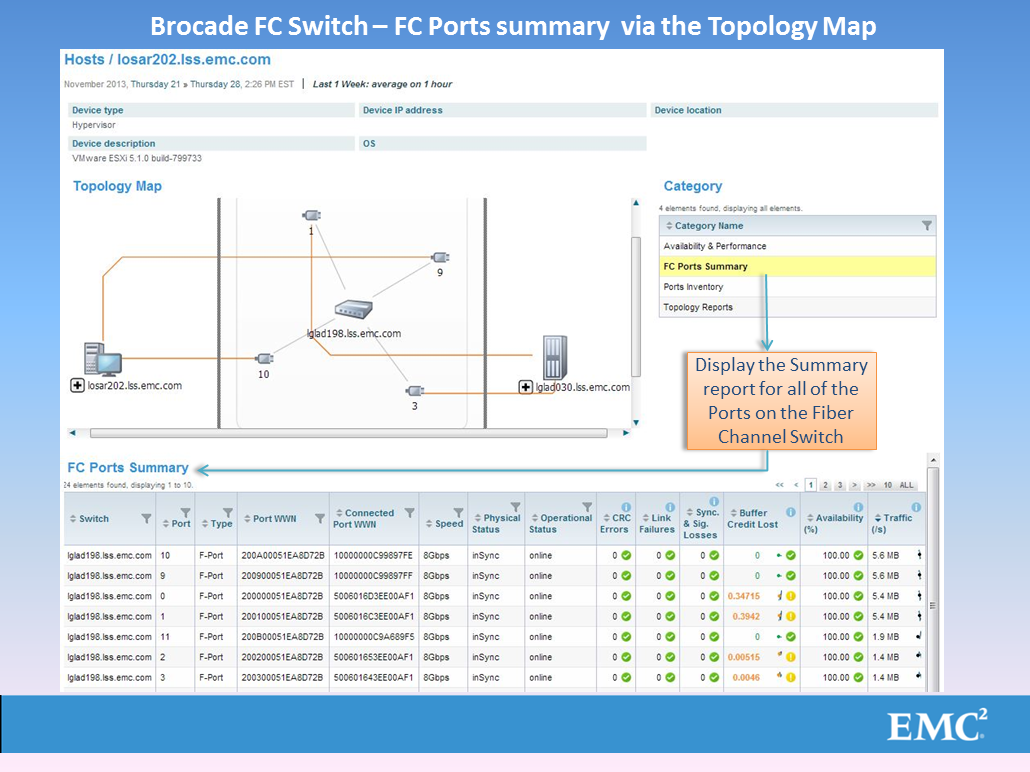 Brocade FC Switch – FC Ports summary via the Topology Map
Hosts / losar202.lss.emc.com
November 2013, Thursday 21 » Thursday 28, 2:26 PM EST | Last 1 Week: average on 1 hour
Device type Device IP address Device location
Hypervisor
Device description OS
VMware ESXi 5.1.0 build-799733
Topology Map
1
9
lglad198.lss.emc.com
10
losar202.lss.emc.com
3
lglad030.lss.emc.com
Category
4 elements found, displaying all elements.
Category Name
Availability & Performance
FC Ports Summary
Ports Inventory
Topology Reports
Display the Summary
report for all of the
Ports on the Fiber
Channel Switch
FC Ports Summary
24 elements found, displaying 1 to 10.
<< < 1 2 3 > >> 10 ALL
Switch Port Type Port WWN Connected Port WWN Speed Physical Status Operational Status CRC Errors Link Failures Sync. & Sig. Losses Buffer Credit Lost Availability (%) Traffic (/s)
lglad198.lss.emc.com 10 F-Port 200A00051EA8D72B 10000000C99897FE 8Gbps inSync online 0 0 0 0 100.00 5.6 MB
lglad198.lss.emc.com 9 F-Port 200900051EA8D72B 10000000C99897FF 8Gbps inSync online 0 0 0 0 100.00 5.6 MB
lglad198.lss.emc.com 0 F-Port 200000051EA8D72B 5006016D3EE00AF1 8Gbps inSync online 0 0 0 0.34715 100.00 5.4 MB
lglad198.lss.emc.com 1 F-Port 200100051EA8D72B 5006016C3EE00AF1 8Gbps inSync online 0 0 0 0.3942 100.00 5.4 MB
lglad198.lss.emc.com 11 F-Port 200B00051EA8D72B 10000000C9A689F5 8Gbps inSync online 0 0 0 0 100.00 1.9 MB
lglad198.lss.emc.com 2 F-Port 200200051EA8D72B 500601653EE00AF1 8Gbps inSync online 0 0 0 0.00515 100.00 1.4 MB
lglad198.lss.emc.com 3 F-Port 200300051EA8D72B 500601643EE00AF1 8Gbps inSync online 0 0 0 0.0046 100.00 1.4 MB
EMC²